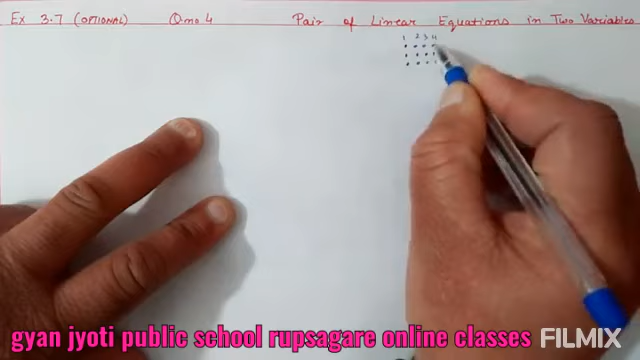 Ex 3.7 (OPTIONAL) Q.no 4 Pair of Linear Equations in Two Variables
1 2 3 4
gyan jyoti public school rupsagare online classes FILMIX